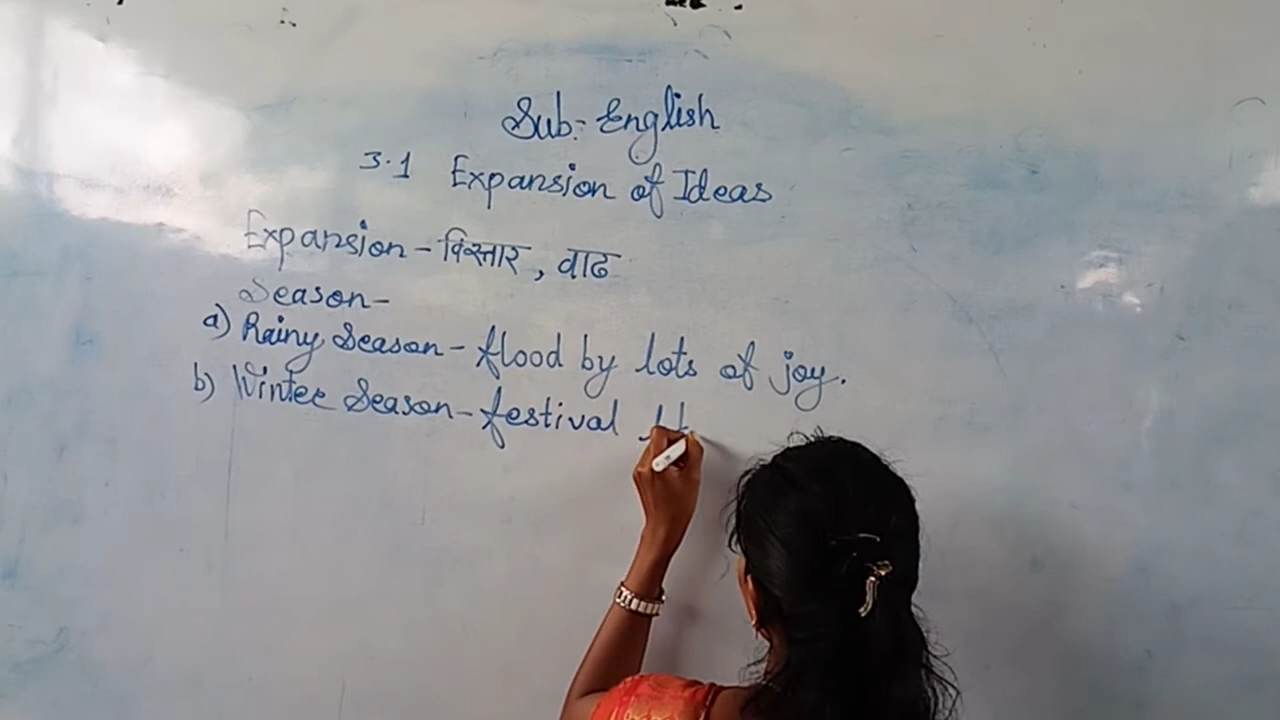 Sub:- English
3.1 Expansion of Ideas
Expansion - विस्तार, वाढ
Season-
a) Rainy Season - flood by lots of joy.
b) Winter Season - festival